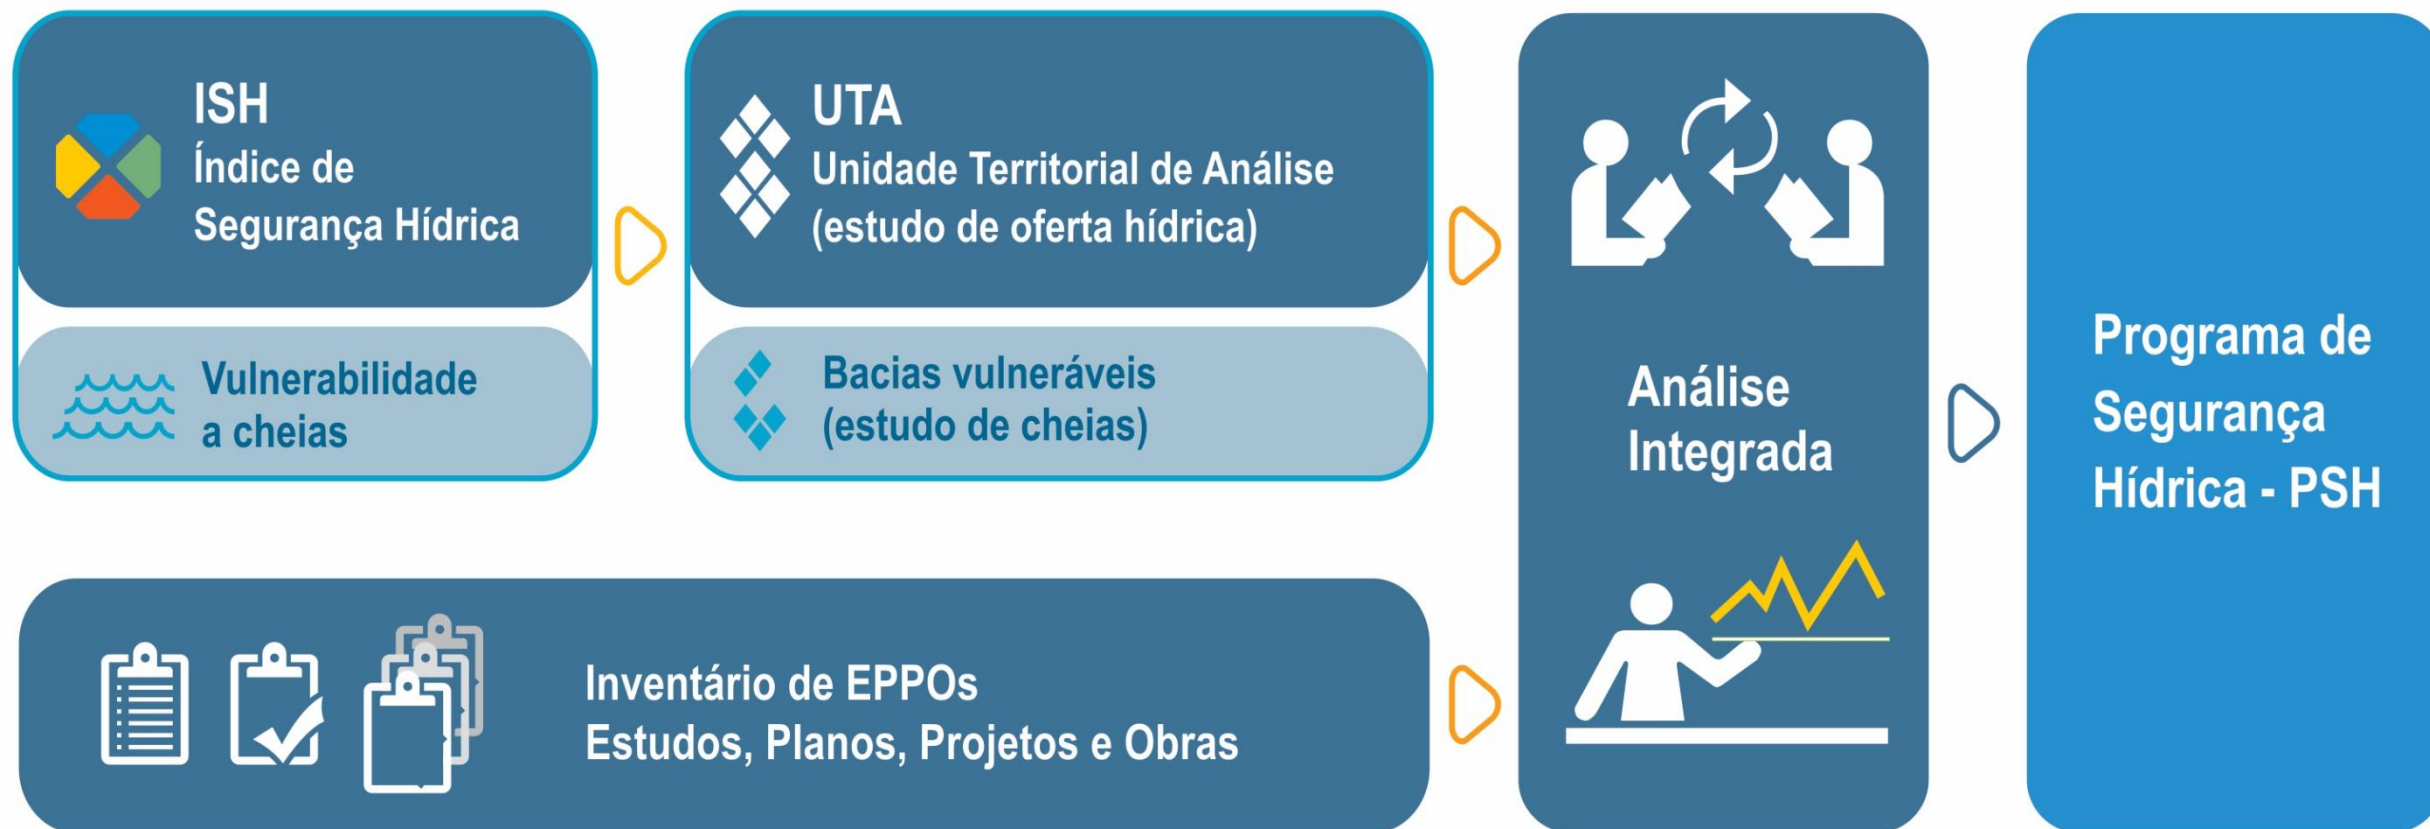 ISH
Índice de
Segurança Hídrica
Vulnerabilidade
a cheias
UTA
Unidade Territorial de Análise
(estudo de oferta hídrica)
Bacias vulneráveis
(estudo de cheias)
Inventário de EPPOs
Estudos, Planos, Projetos e Obras
Análise
Integrada
Programa de
Segurança
Hídrica - PSH